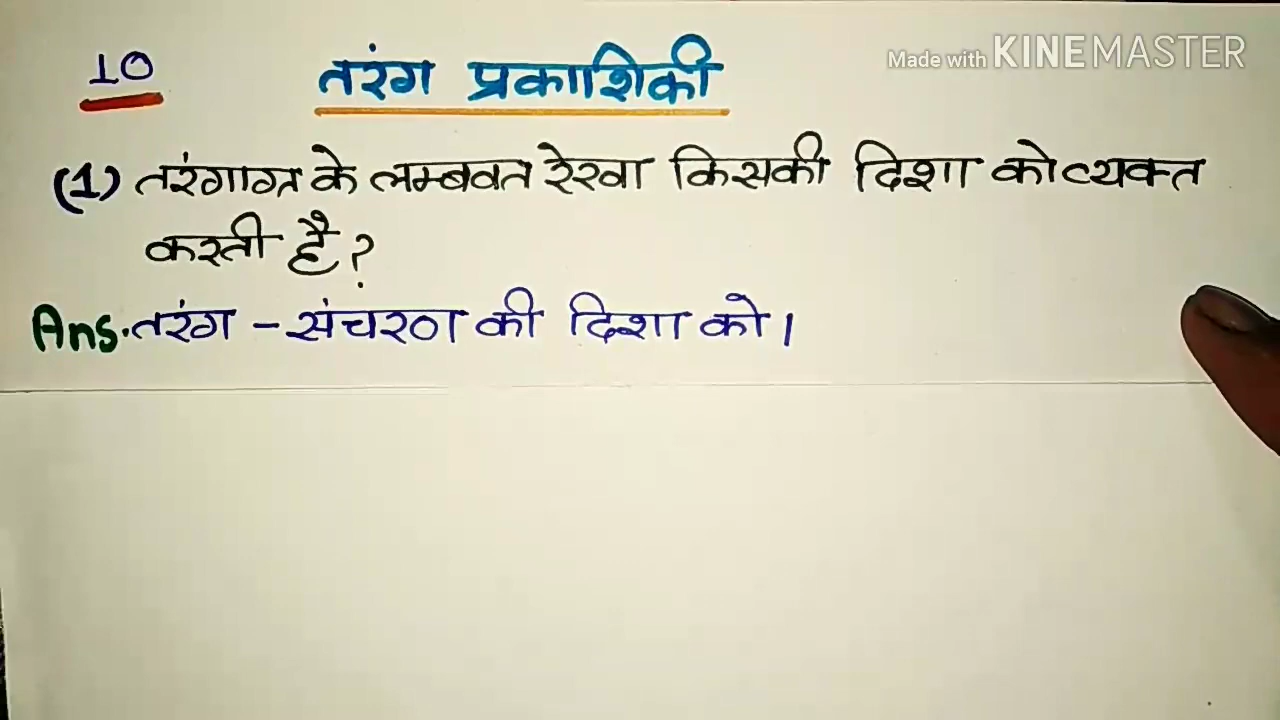 10 तरंग प्रकाशिकी
Made with KINEMASTER
(1) तरंगाग्र के लम्बवत रेखा किसकी दिशा को व्यक्त
करती है?
Ans. तरंग - संचरण की दिशा को।